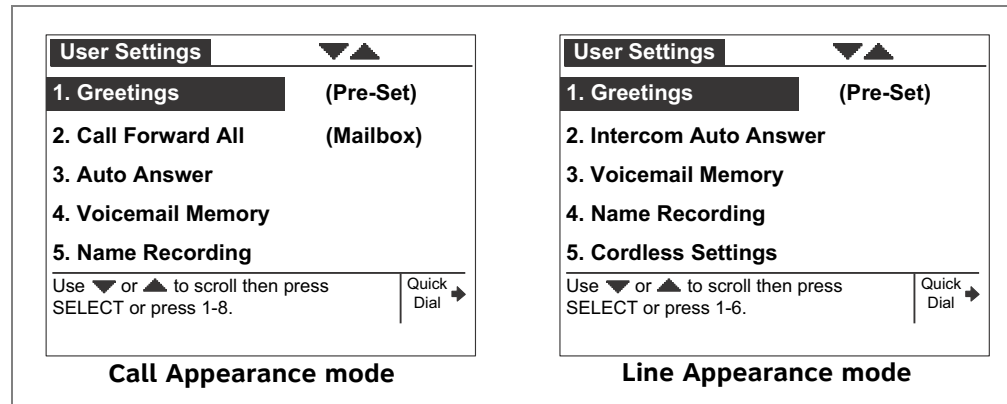 User Settings
1. Greetings (Pre-Set)
2. Call Forward All (Mailbox)
3. Auto Answer
4. Voicemail Memory
5. Name Recording
Use ▼ or ▲ to scroll then press
SELECT or press 1-8.
Quick
Dial
Call Appearance mode
User Settings
1. Greetings (Pre-Set)
2. Intercom Auto Answer
3. Voicemail Memory
4. Name Recording
5. Cordless Settings
Use ▼ or ▲ to scroll then press
SELECT or press 1-6.
Quick
Dial
Line Appearance mode